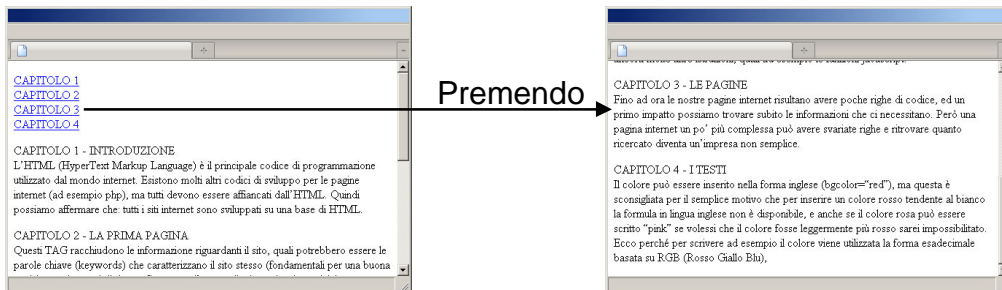 CAPITOLO 1
CAPITOLO 2
CAPITOLO 3
CAPITOLO 4
CAPITOLO 1 - INTRODUZIONE
L'HTML (HyperText Markup Language) è il principale codice di programmazione
utilizzato dal mondo internet. Esistono molti altri codici di sviluppo per le pagine
internet (ad esempio php), ma tutti devono essere affiancati dall'HTML. Quindi
possiamo affermare che: tutti i siti internet sono sviluppati su una base di HTML.
CAPITOLO 2 - LA PRIMA PAGINA
Questi TAG racchiudono le informazione riguardanti il sito, quali potrebbero essere le
parole chiave (keywords) che caratterizzano il sito stesso (fondamentali per una buona
Premendo
CAPITOLO 3 - LE PAGINE
Fino ad ora le nostre pagine internet risultano avere poche righe di codice, ed un
primo impatto possiamo trovare subito le informazioni che ci necessitano. Però una
pagina internet un po' più complessa può avere svariate righe e ritrovare quanto
ricercato diventa un'impresa non semplice.
CAPITOLO 4 - I TESTI
Il colore può essere inserito nella forma inglese (bgcolor="red"), ma questa è
sconsigliata per il semplice motivo che per inserire un colore rosso tendente al bianco
la formula in lingua inglese non è disponibile, e anche se il colore rosa può essere
scritto "pink" se volessi che il colore fosse leggermente più rosso sarei impossibilitato.
Ecco perché per scrivere ad esempio il colore viene utilizzata la forma esadecimale
basata su RGB (Rosso Giallo Blu),